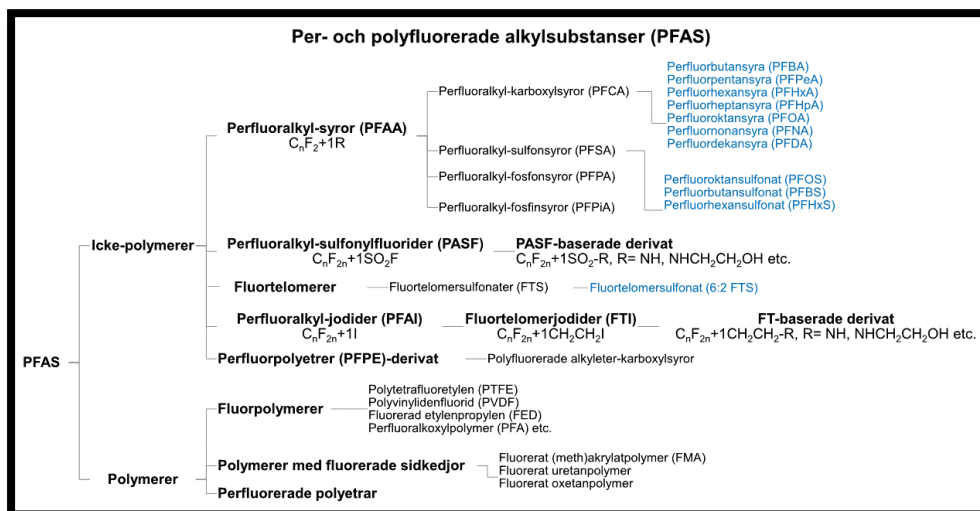 Per- och polyfluorerade alkylsubstanser (PFAS)
Perfluorbutansyra (PFBA)
Perfluorpentansyra (PFPeA)
Perfluorhexansyra (PFHxA)
Perfluorheptansyra (PFHpA)
Perfluoroktansyra (PFOA)
Perfluornonansyra (PFNA)
Perfluordekansyra (PFDA)
Perfluoralkyl-karboxylsyror (PFCA)
Perfluoralkyl-syror (PFAA)
CₙF₂+1R
Perfluoralkyl-sulfonsyror (PFSA)
Perfluoralkyl-fosfonsyror (PFPA)
Perfluoralkyl-fosfinsyror (PFPiA)
Perfluoroktansulfonat (PFOS)
Perfluorbutansulfonat (PFBS)
Perfluorhexansulfonat (PFHxS)
Icke-polymerer
Perfluoralkyl-sulfonylfluorider (PASF)
CₙF₂ₙ+1SO₂F
PASF-baserade derivat
CₙF₂ₙ+1SO₂-R, R= NH, NHCH₂CH₂OH etc.
Fluortelomerer
Fluortelomersulfonater (FTS)
Fluortelomersulfonat (6:2 FTS)
Perfluoralkyl-jodider (PFAI)
CₙF₂ₙ+1I
Fluortelomerjodider (FTI)
CₙF₂ₙ+1CH₂CH₂I
FT-baserade derivat
CₙF₂ₙ+1CH₂CH₂-R, R= NH, NHCH₂CH₂OH etc.
PFAS
Perfluorpolyetrer (PFPE)-derivat
Polyfluorerade alkyleter-karboxylsyror
Fluorpolymerer
Polytetrafluoretylen (PTFE)
Polyvinylidenfluorid (PVDF)
Fluorerad etylenpropylen (FED)
Perfluoralkoxylpolymer (PFA) etc.
Polymerer
Polymerer med fluorerade sidkedjor
Fluorerat (meth)akrylatpolymer (FMA)
Fluorerat uretanpolymer
Fluorerat oxetanpolymer
Perfluorerade polyetrar